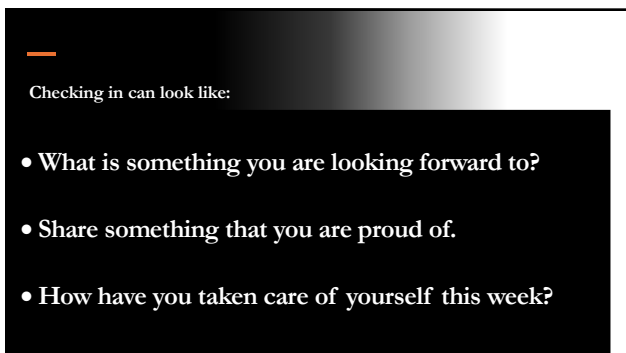 Checking in can look like:
• What is something you are looking forward to?
• Share something that you are proud of.
• How have you taken care of yourself this week?